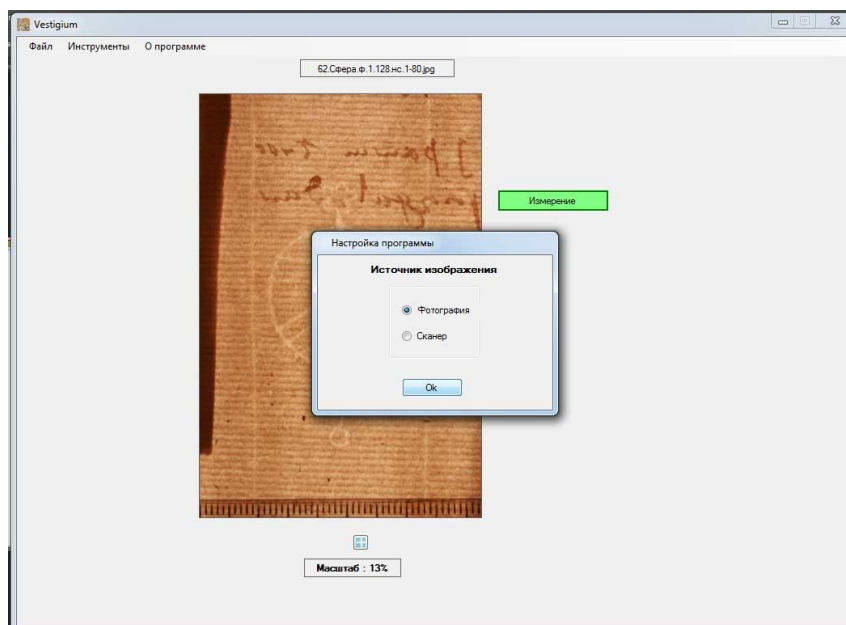 Vestigium
Файл Инструменты О программе
62.Сфера.ф.1.128.нс.1-80.jpg
Измерение
Настройка программы
Источник изображения
Фотография
Сканер
Ok
Масштаб : 13%